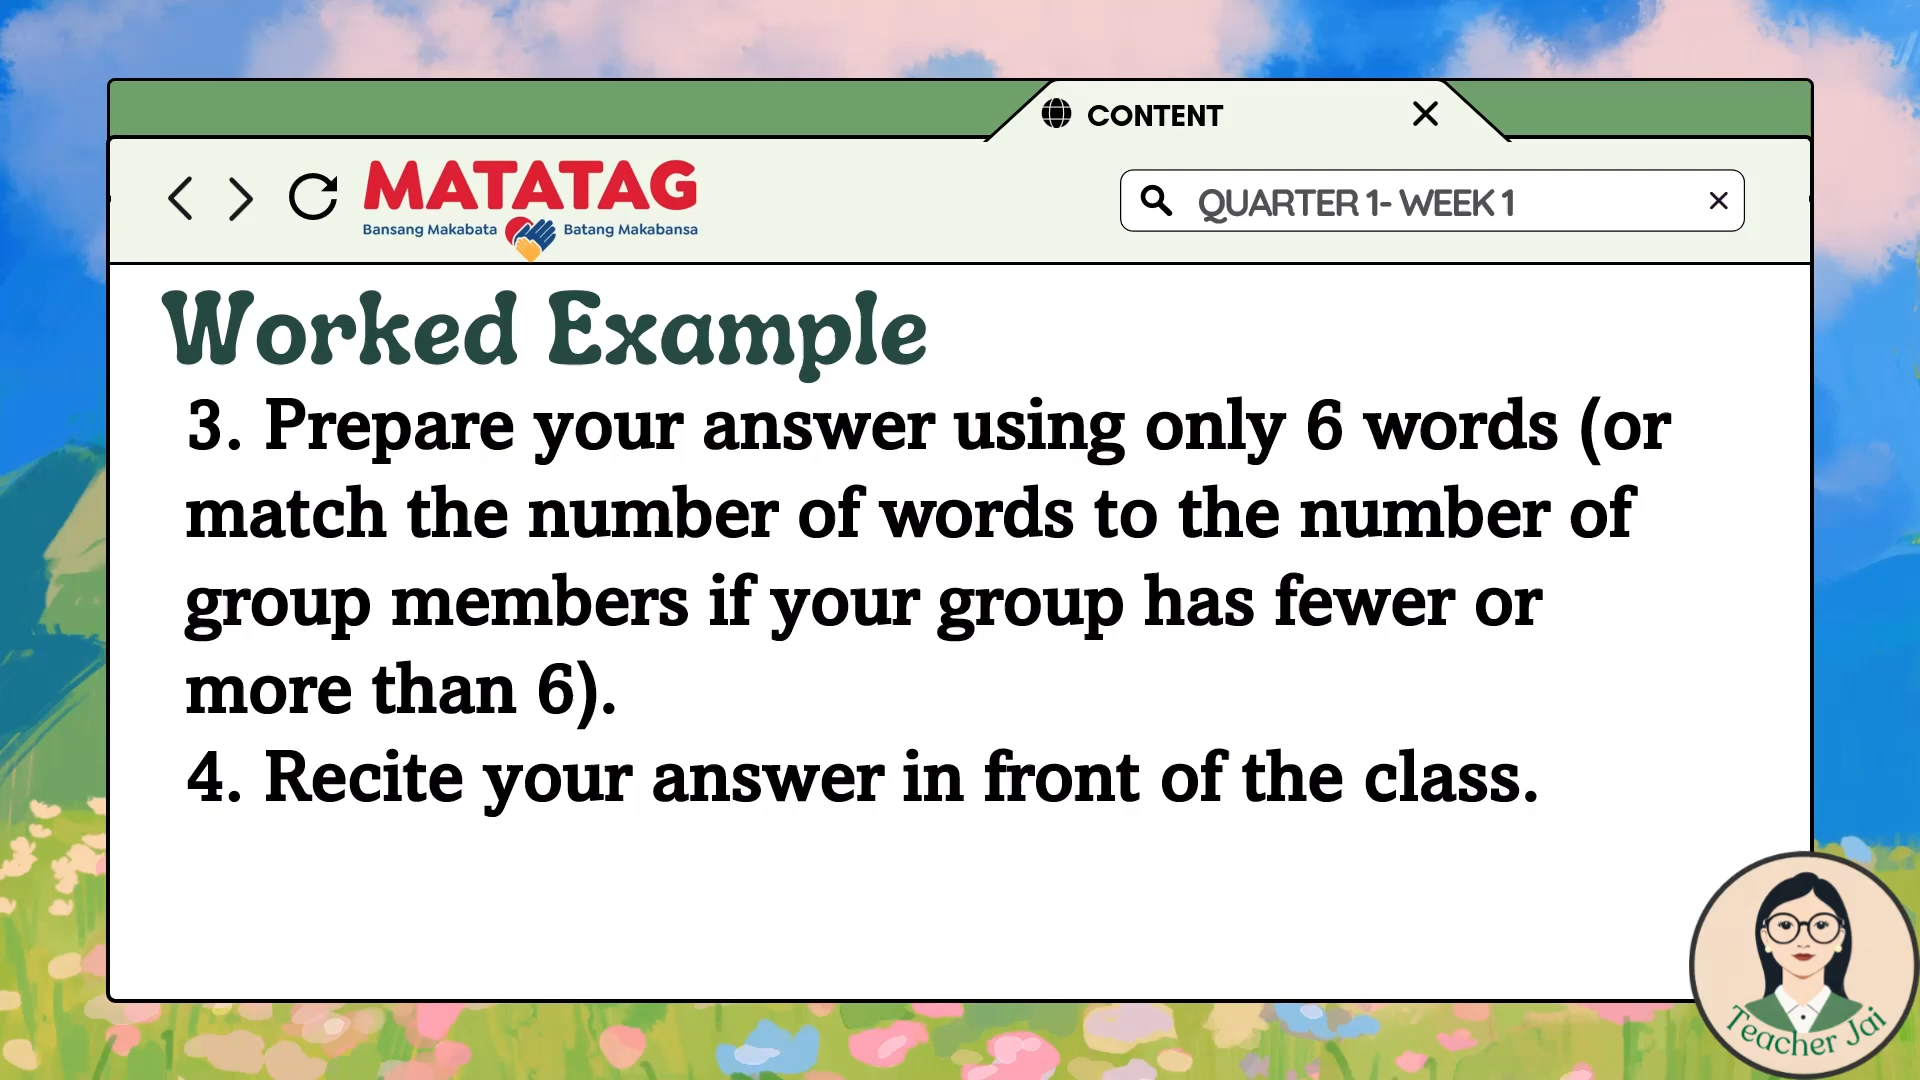 CONTENT
MATATAG
Bansang Makabata Batang Makabansa
QUARTER 1- WEEK 1
Worked Example
3. Prepare your answer using only 6 words (or
match the number of words to the number of
group members if your group has fewer or
more than 6).
4. Recite your answer in front of the class.
Teacher Jai